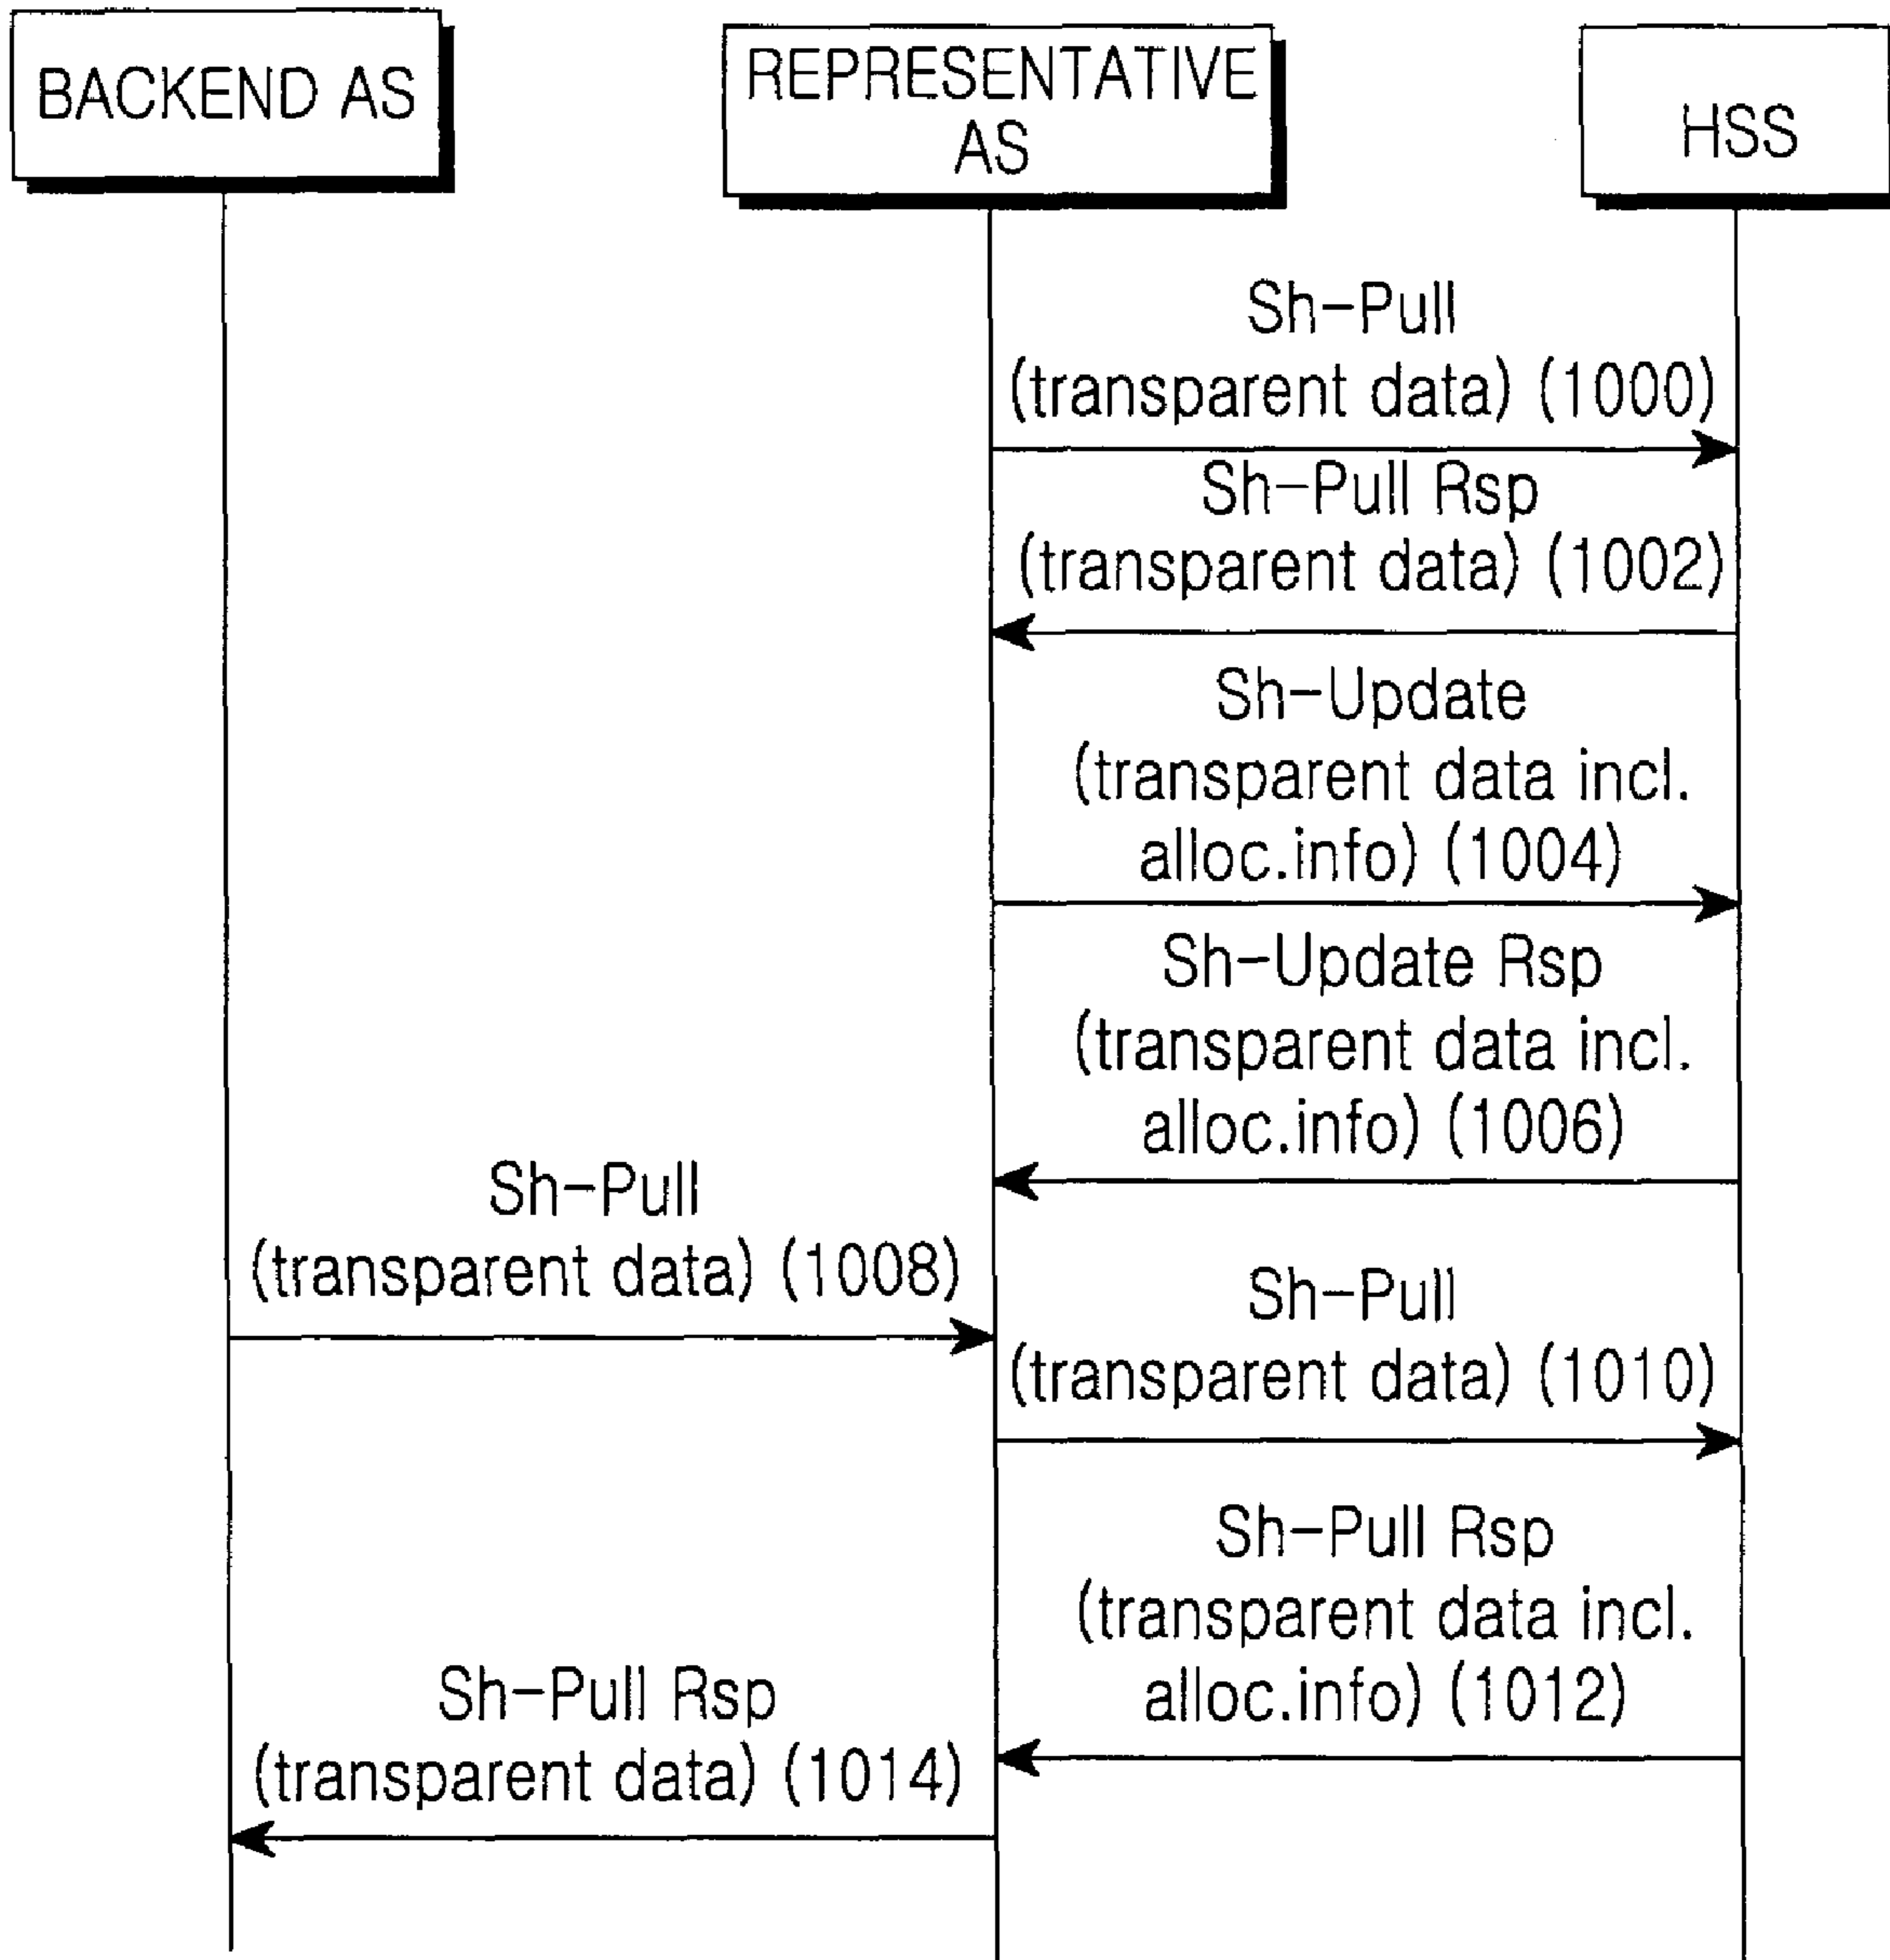 BACKEND AS
REPRESENTATIVE
AS
HSS
Sh-Pull
(transparent data) (1000)
Sh-Pull Rsp
(transparent data) (1002)
Sh-Update
(transparent data incl.
alloc.info) (1004)
Sh-Update Rsp
(transparent data incl.
alloc.info) (1006)
Sh-Pull
(transparent data) (1008)
Sh-Pull
(transparent data) (1010)
Sh-Pull Rsp
(transparent data incl.
alloc.info) (1012)
Sh-Pull Rsp
(transparent data) (1014)